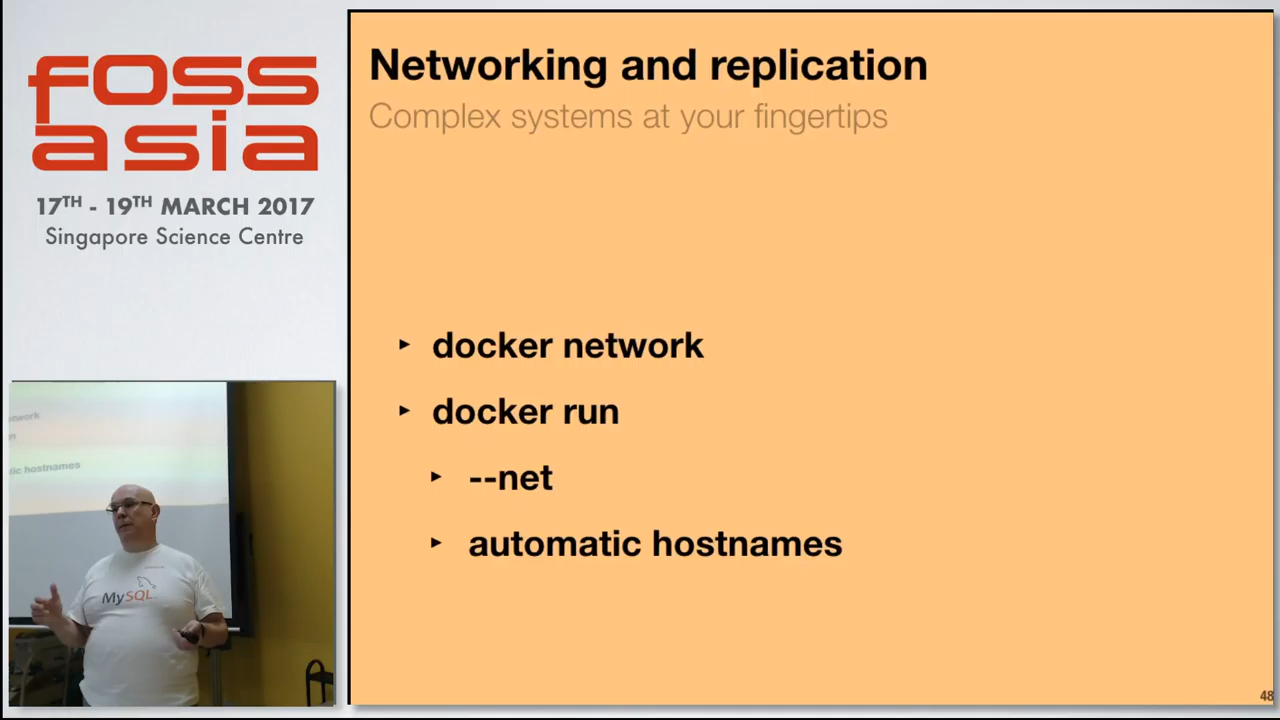 foss
asia
17TH - 19TH MARCH 2017
Singapore Science Centre
Networking and replication
Complex systems at your fingertips
▸ docker network
▸ docker run
▸ --net
▸ automatic hostnames
48
hostnames
MySQL